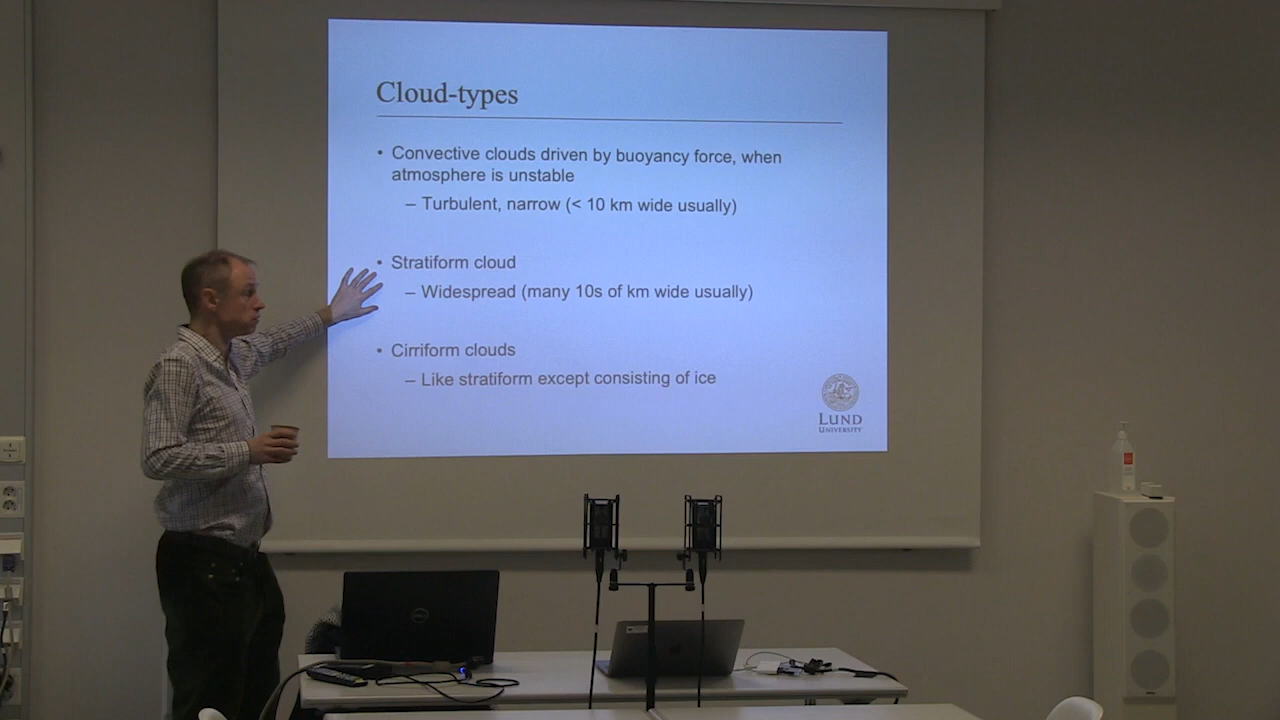 Cloud-types
• Convective clouds driven by buoyancy force, when
atmosphere is unstable
– Turbulent, narrow (< 10 km wide usually)
• Stratiform cloud
– Widespread (many 10s of km wide usually)
• Cirriform clouds
– Like stratiform except consisting of ice
LUND
UNIVERSITY
DELL